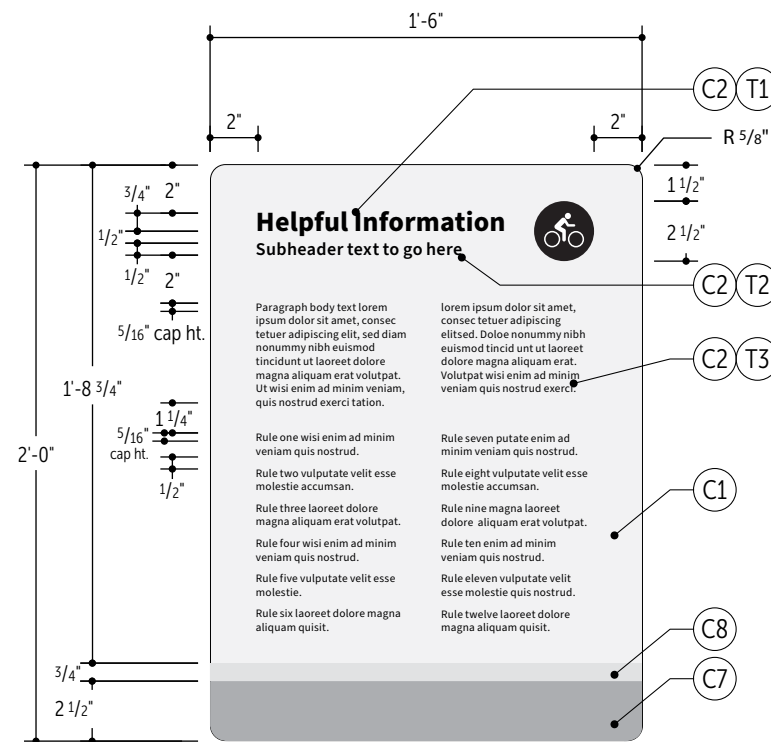 1'-6"
C2 T1
2" 2"
R 5/8"
3/4" 2"
1 1/2"
1/2"
2 1/2"
1/2" 2"
Helpful Information
Subheader text to go here
C2 T2
5/16" cap ht.
Paragraph body text lorem
ipsum dolor sit amet, consec
tetuer adipiscing elit, sed diam
nonummy nibh euismod
tincidunt ut laoreet dolore
magna aliquam erat volutpat.
Ut wisi enim ad minim veniam,
quis nostrud exerci tation.
lorem ipsum dolor sit amet,
consec tetuer adipiscing
elitsed. Doloe nonummy nibh
euismod tincid unt ut laoreet
dolore magna aliquam erat.
Volutpat wisi enim ad minim
veniam quis nostrud exerci.
C2 T3
1'-8 3/4"
1 1/4"
5/16"
cap ht.
2'-0"
1/2"
Rule one wisi enim ad minim
veniam quis nostrud.
Rule two vulputate velit esse
molestie accumsan.
Rule three laoreet dolore
magna aliquam erat volutpat.
Rule four wisi enim ad minim
veniam quis nostrud.
Rule five vulputate velit esse
molestie.
Rule six laoreet dolore magna
aliquam quisit.
Rule seven putate enim ad
minim veniam quis nostrud.
Rule eight vulputate velit esse
molestie accumsan.
Rule nine magna laoreet
dolore aliquam erat volutpat.
Rule ten enim ad minim
veniam quis nostrud.
Rule eleven vulputate velit
esse molestie quis nostrud.
Rule twelve laoreet dolore
magna aliquam quisit.
C1
C8
3/4"
C7
2 1/2"